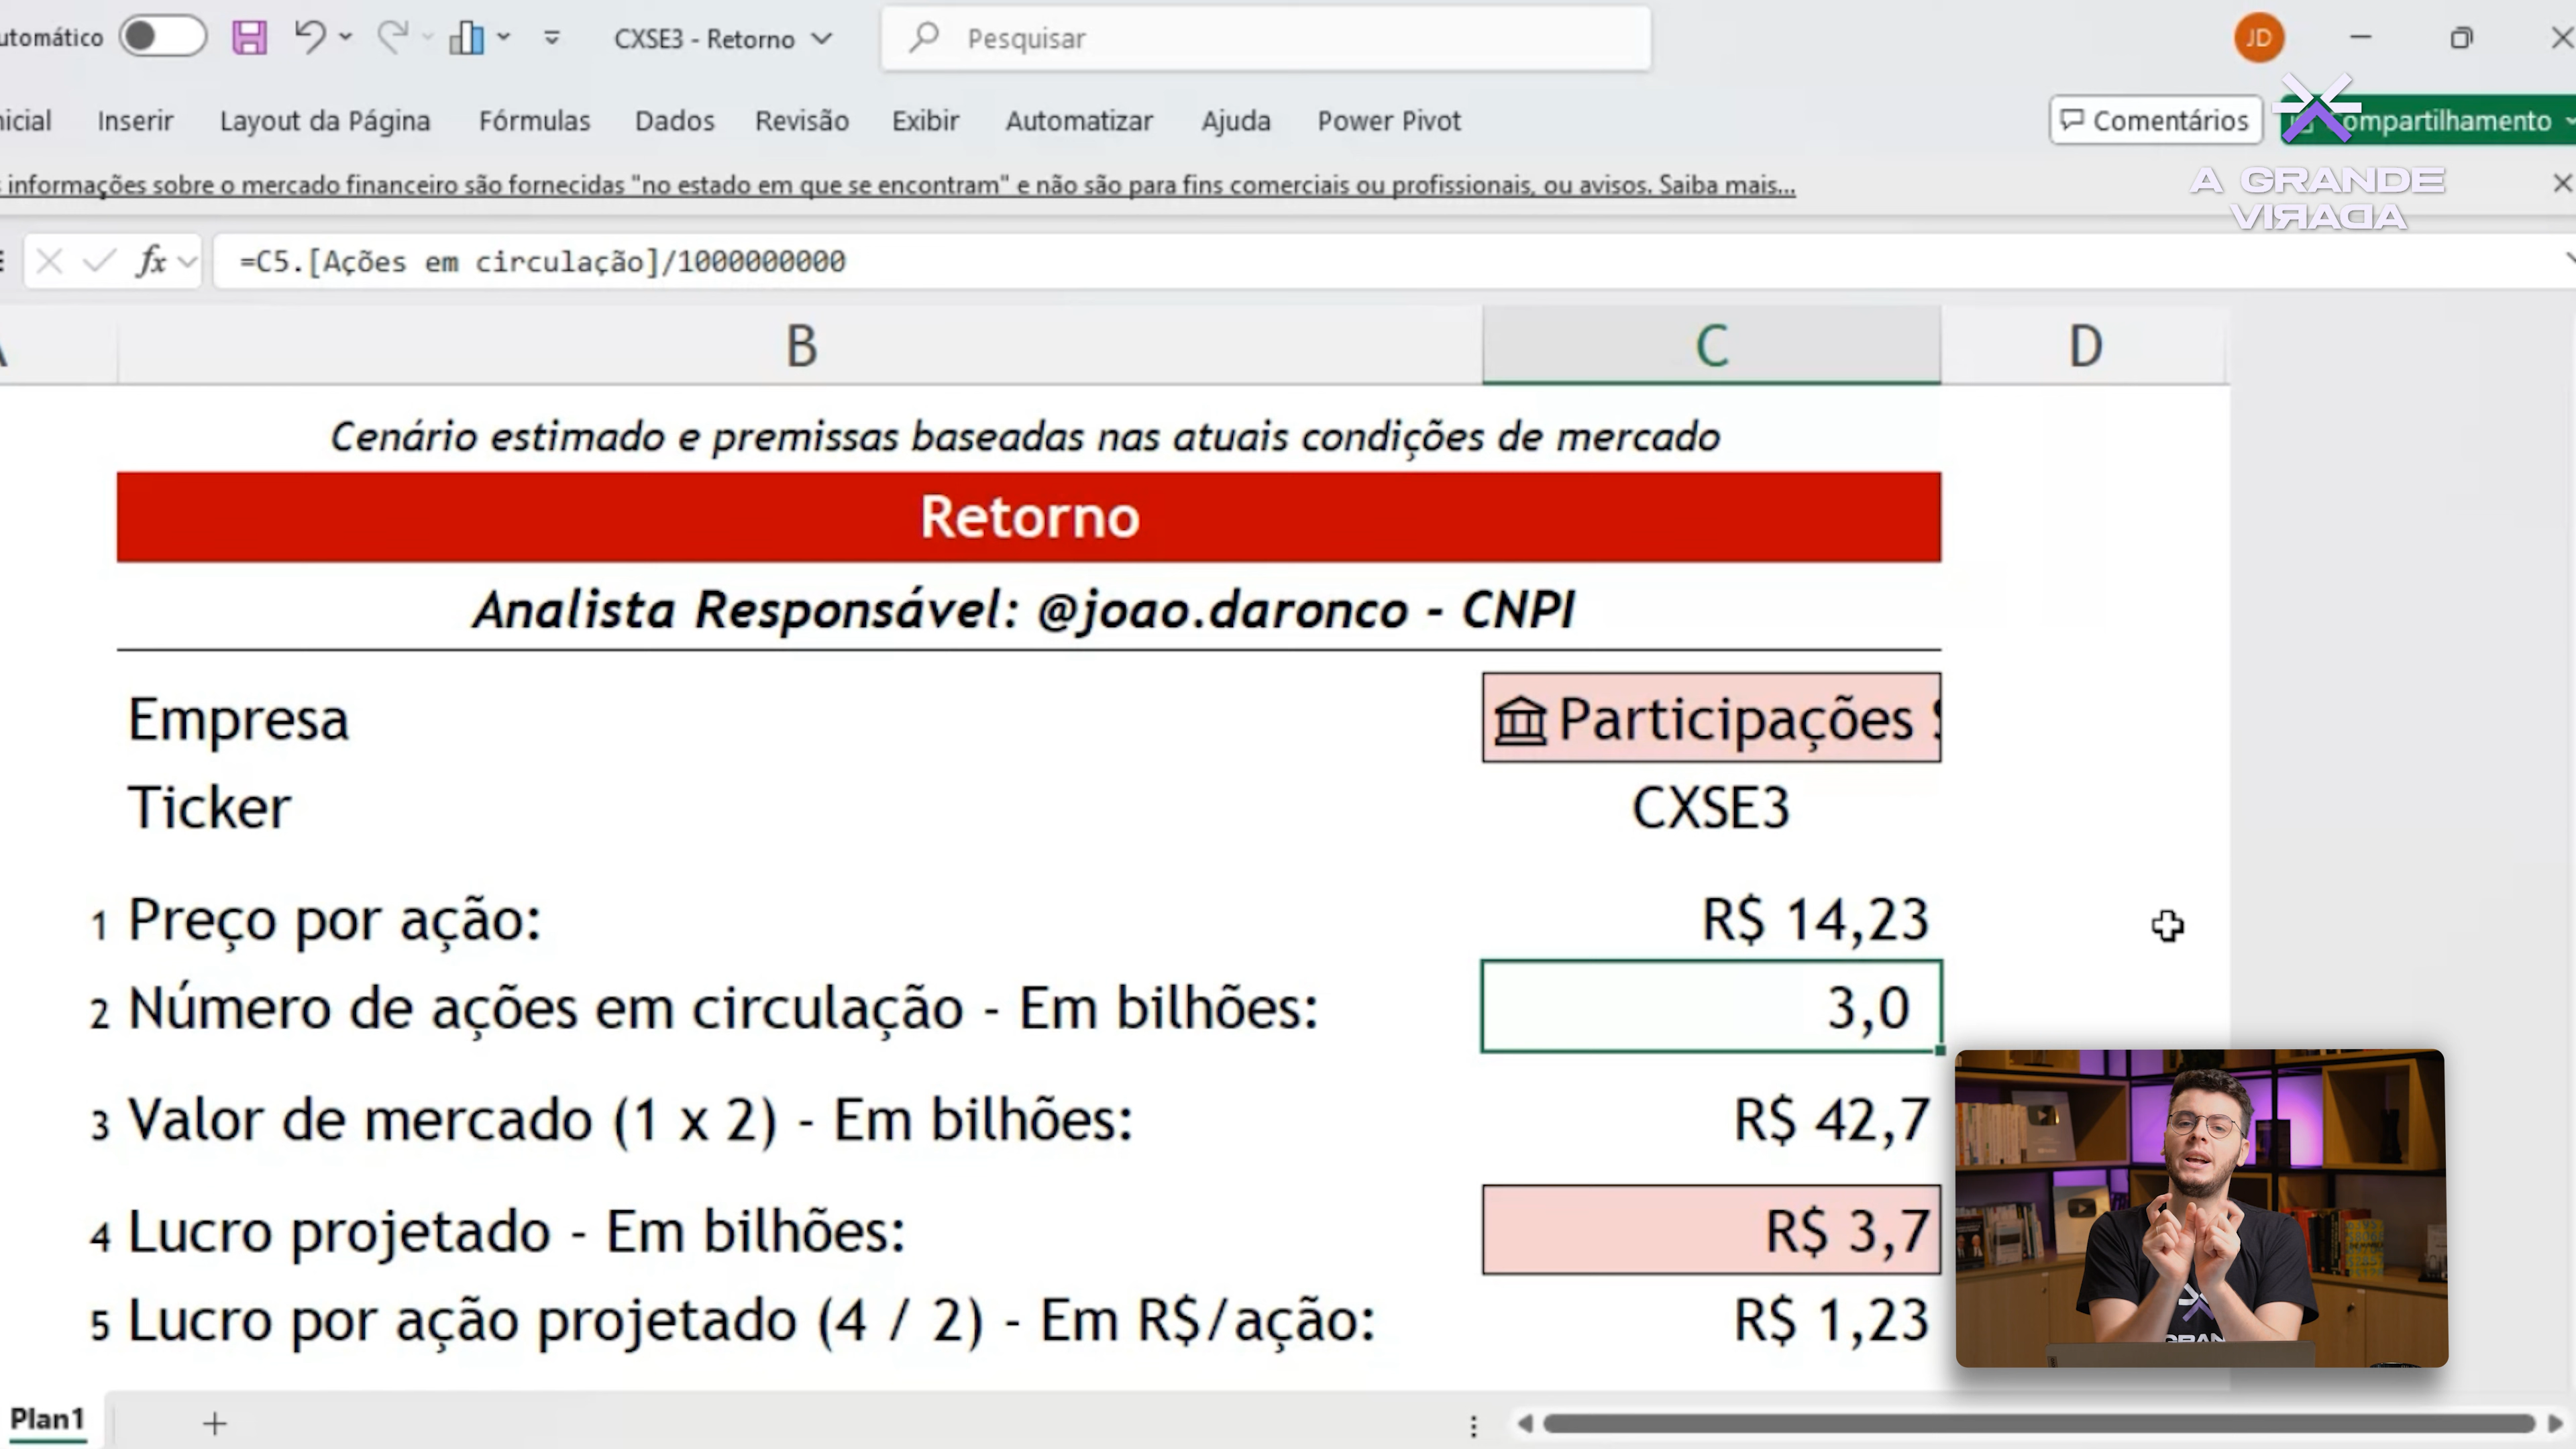 utomático
CXSE3 - Retorno
Pesquisar
JD
nicial
Inserir
Layout da Página
Fórmulas
Dados
Revisão
Exibir
Automatizar
Ajuda
Power Pivot
Comentários
ompartilhamento
A GRANDE
VIRADA
s informações sobre o mercado financeiro são fornecidas "no estado em que se encontram" e não são para fins comerciais ou profissionais, ou avisos. Saiba mais...
fx
=C5.[Ações em circulação]/1000000000
A B C D
Cenário estimado e premissas baseadas nas atuais condições de mercado
Retorno
Analista Responsável: @joao.daronco - CNPI
Empresa
Participações S
Ticker
CXSE3
1 Preço por ação: R$ 14,23
2 Número de ações em circulação - Em bilhões: 3,0
3 Valor de mercado (1 x 2) - Em bilhões: R$ 42,7
4 Lucro projetado - Em bilhões: R$ 3,7
5 Lucro por ação projetado (4 / 2) - Em R$/ação: R$ 1,23
Plan1